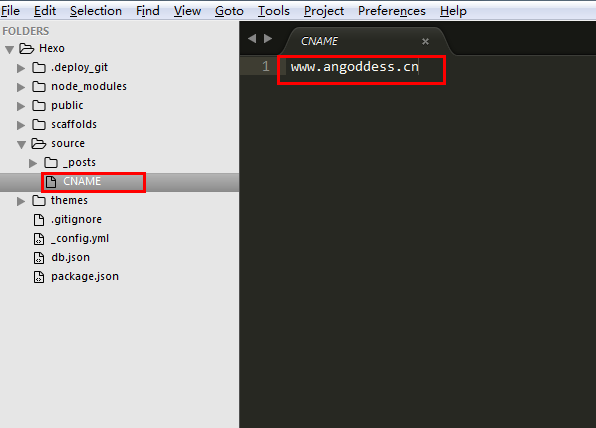 File Edit Selection Find View Goto Tools Project Preferences Help
FOLDERS
Hexo
.deploy_git
node_modules
public
scaffolds
source
_posts
CNAME
themes
.gitignore
_config.yml
db.json
package.json
CNAME ×
1 www.angoddess.cn